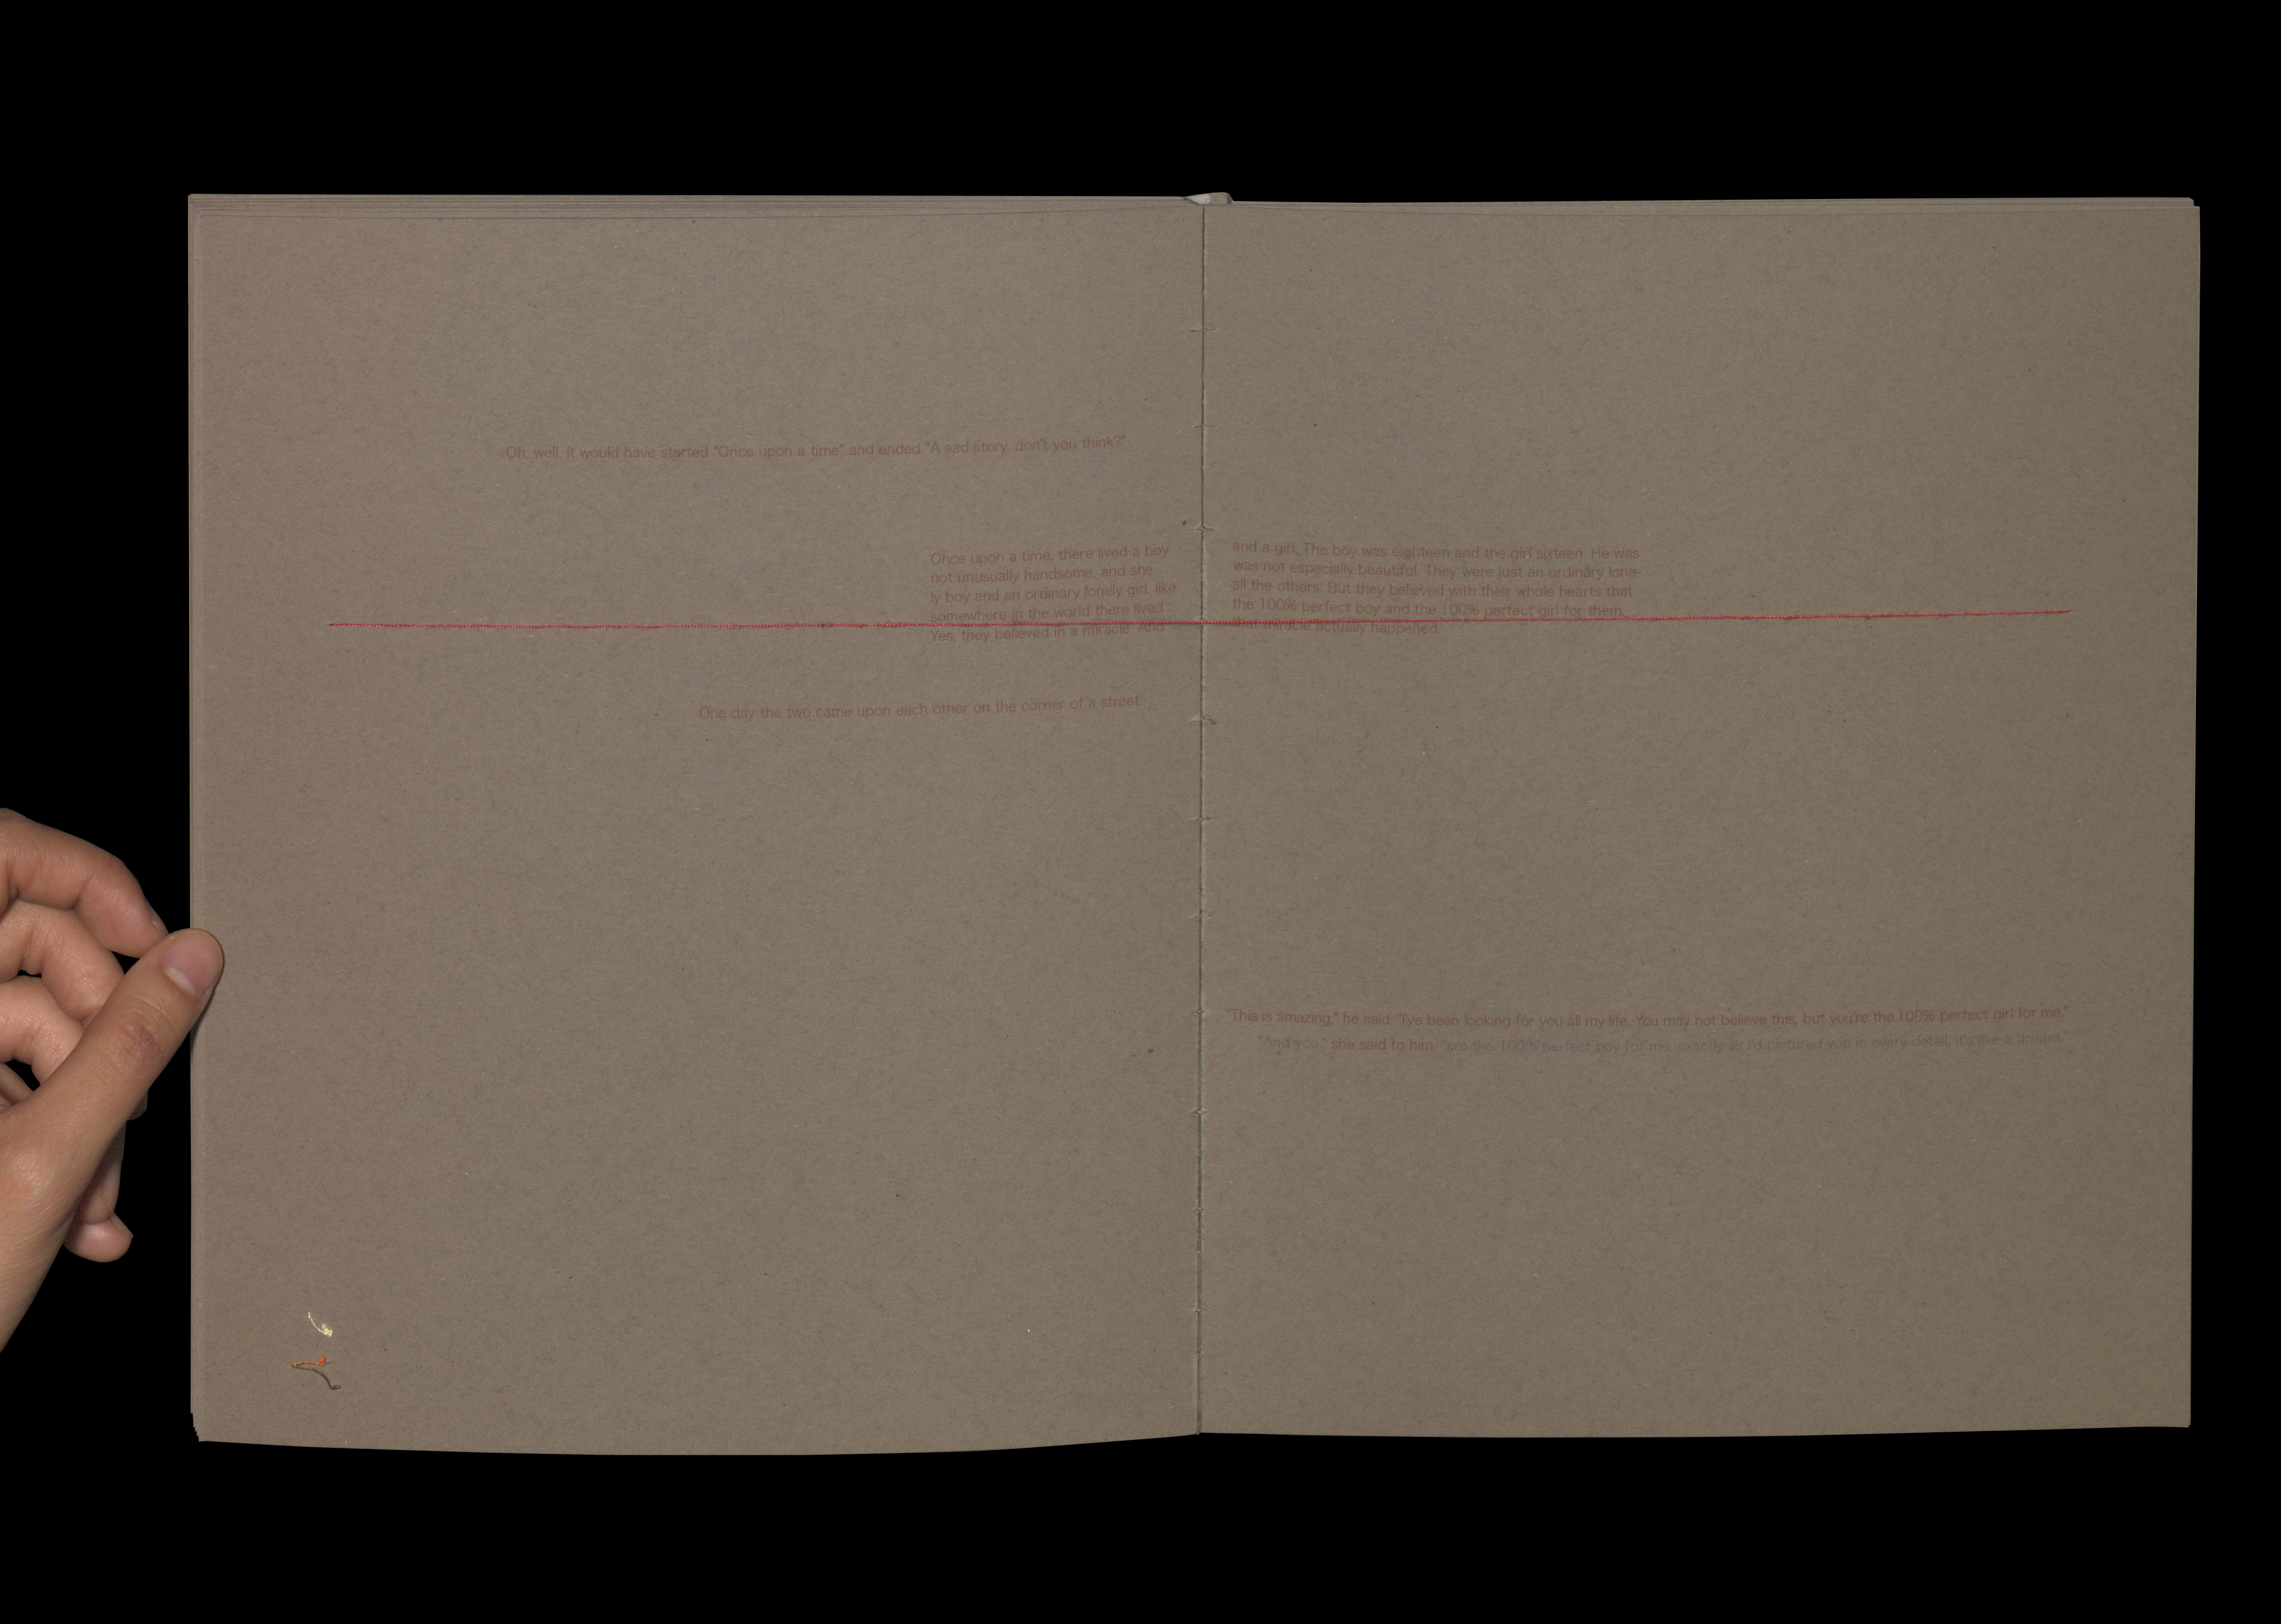 Oh, well. It would have started "Once upon a time" and ended "A sad story, don't you think?"
Once upon a time, there lived a boy and a girl. The boy was eighteen and the girl sixteen. He was
not unusually handsome, and she was not especially beautiful. They were just an ordinary lone-
ly boy and an ordinary lonely girl, like all the others. But they believed with their whole hearts that
somewhere in the world there lived the 100% perfect boy and the 100% perfect girl for them.
Yes, they believed in a miracle. And that miracle actually happened.
One day the two came upon each other on the corner of a street.
"This is amazing," he said. "I've been looking for you all my life. You may not believe this, but you're the 100% perfect girl for me."
"And you," she said to him, "are the 100% perfect boy for me, exactly as I'd pictured you in every detail. It's like a dream."